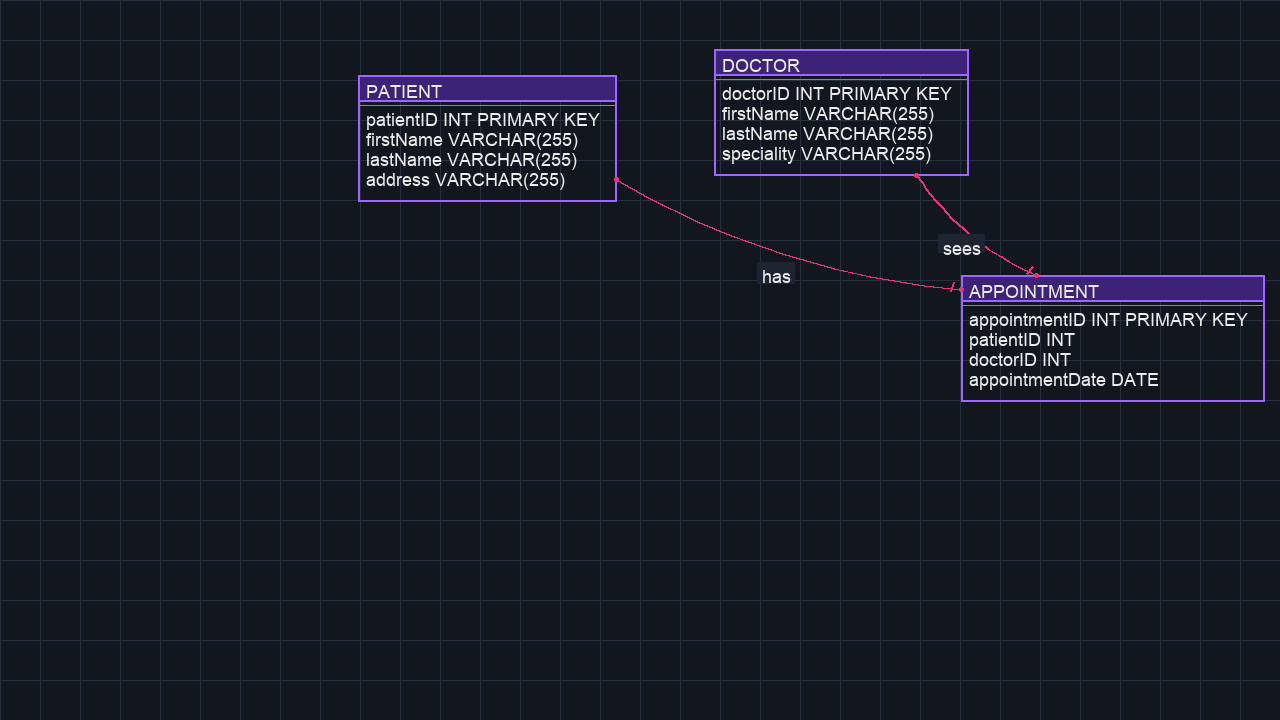 PATIENT
patientID INT PRIMARY KEY
firstName VARCHAR(255)
lastName VARCHAR(255)
address VARCHAR(255)
DOCTOR
doctorID INT PRIMARY KEY
firstName VARCHAR(255)
lastName VARCHAR(255)
speciality VARCHAR(255)
has
sees
APPOINTMENT
appointmentID INT PRIMARY KEY
patientID INT
doctorID INT
appointmentDate DATE